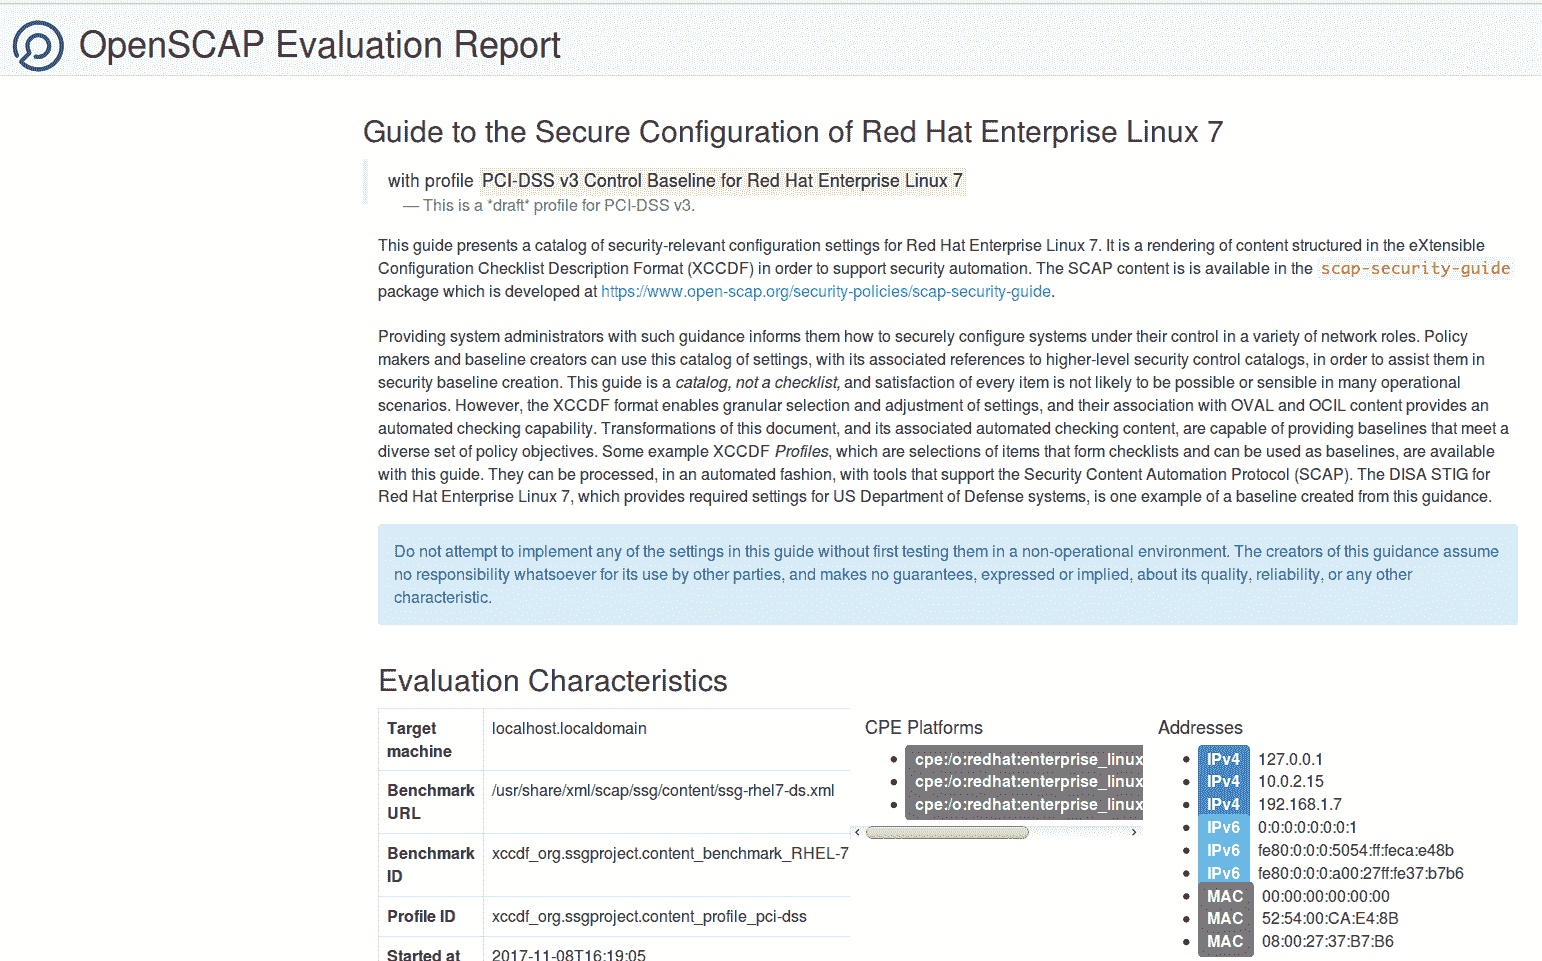 OpenSCAP Evaluation Report
Guide to the Secure Configuration of Red Hat Enterprise Linux 7
with profile PCI-DSS v3 Control Baseline for Red Hat Enterprise Linux 7
— This is a *draft* profile for PCI-DSS v3.
This guide presents a catalog of security-relevant configuration settings for Red Hat Enterprise Linux 7. It is a rendering of content structured in the eXtensible
Configuration Checklist Description Format (XCCDF) in order to support security automation. The SCAP content is is available in the scap-security-guide
package which is developed at https://www.open-scap.org/security-policies/scap-security-guide.
Providing system administrators with such guidance informs them how to securely configure systems under their control in a variety of network roles. Policy
makers and baseline creators can use this catalog of settings, with its associated references to higher-level security control catalogs, in order to assist them in
security baseline creation. This guide is a catalog, not a checklist, and satisfaction of every item is not likely to be possible or sensible in many operational
scenarios. However, the XCCDF format enables granular selection and adjustment of settings, and their association with OVAL and OCIL content provides an
automated checking capability. Transformations of this document, and its associated automated checking content, are capable of providing baselines that meet a
diverse set of policy objectives. Some example XCCDF Profiles, which are selections of items that form checklists and can be used as baselines, are available
with this guide. They can be processed, in an automated fashion, with tools that support the Security Content Automation Protocol (SCAP). The DISA STIG for
Red Hat Enterprise Linux 7, which provides required settings for US Department of Defense systems, is one example of a baseline created from this guidance.
Do not attempt to implement any of the settings in this guide without first testing them in a non-operational environment. The creators of this guidance assume
no responsibility whatsoever for its use by other parties, and makes no guarantees, expressed or implied, about its quality, reliability, or any other
characteristic.
Evaluation Characteristics
Target
machine
localhost.localdomain
Benchmark
URL
/usr/share/xml/scap/ssg/content/ssg-rhel7-ds.xml
Benchmark
ID
xccdf_org.ssgproject.content_benchmark_RHEL-7
Profile ID
xccdf_org.ssgproject.content_profile_pci-dss
Started at
2017-11-08T16:19:05
CPE Platforms
cpe:/o:redhat:enterprise_linux
cpe:/o:redhat:enterprise_linux
cpe:/o:redhat:enterprise_linux
Addresses
IPv4 127.0.0.1
IPv4 10.0.2.15
IPv4 192.168.1.7
IPv6 0:0:0:0:0:0:0:1
IPv6 fe80:0:0:0:5054:ff:feca:e48b
IPv6 fe80:0:0:0:a00:27ff:fe37:b7b6
MAC 00:00:00:00:00:00
MAC 52:54:00:CA:E4:8B
MAC 08:00:27:37:B7:B6